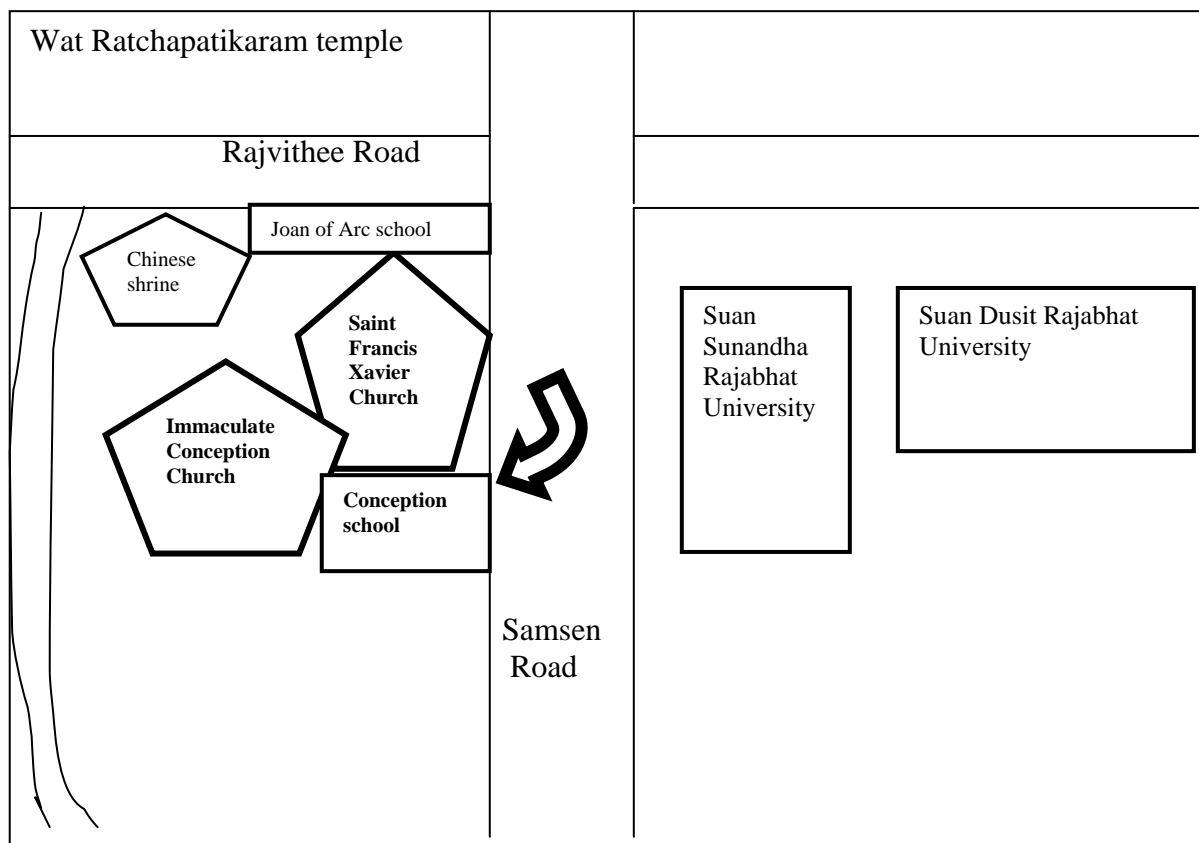 Wat Ratchapatikaram temple
Rajvithee Road
Joan of Arc school
Chinese
shrine
Saint
Francis
Xavier
Church
Immaculate
Conception
Church
Conception
school
Suan
Sunandha
Rajabhat
University
Suan Dusit Rajabhat
University
Samsen
Road